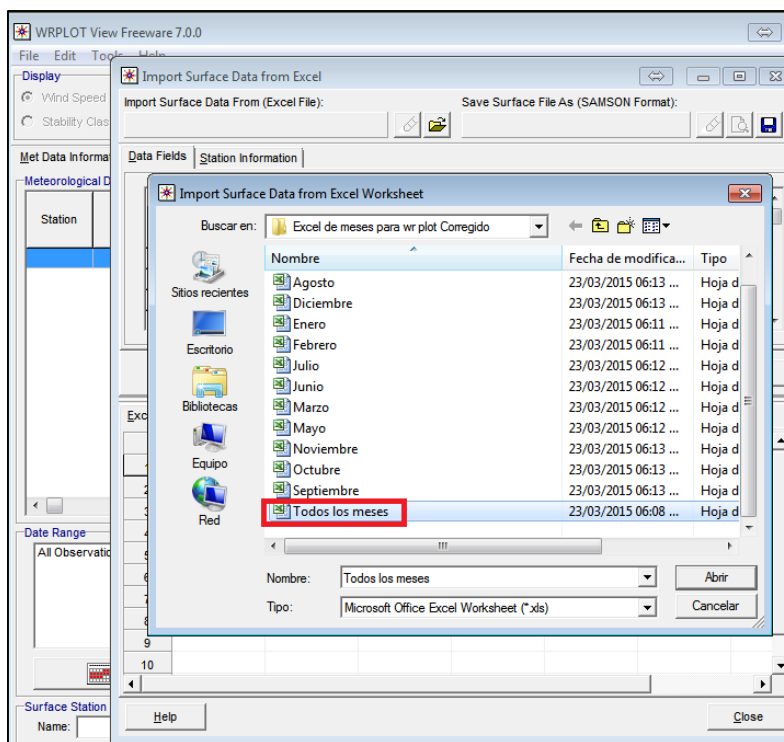 WRPLOT View Freeware 7.0.0
File Edit Tools Help
Display
Wind Speed
Stability Clas
Met Data Informa
Meteorological D
Station
Date Range
All Observatio
Surface Station
Name:
Import Surface Data from Excel
Import Surface Data From (Excel File):
Save Surface File As (SAMSON Format):
Data Fields
Station Information
Exc
1
2
3
4
5
6
7
8
9
10
Help
Close
Import Surface Data from Excel Worksheet
Buscar en:
Excel de meses para wr plot Corregido
Sitios recientes
Escritorio
Bibliotecas
Equipo
Red
Nombre Fecha de modifica... Tipo
Agosto 23/03/2015 06:13 ... Hoja d
Diciembre 23/03/2015 06:13 ... Hoja d
Enero 23/03/2015 06:11 ... Hoja d
Febrero 23/03/2015 06:11 ... Hoja d
Julio 23/03/2015 06:12 ... Hoja d
Junio 23/03/2015 06:12 ... Hoja d
Marzo 23/03/2015 06:12 ... Hoja d
Mayo 23/03/2015 06:12 ... Hoja d
Noviembre 23/03/2015 06:13 ... Hoja d
Octubre 23/03/2015 06:13 ... Hoja d
Septiembre 23/03/2015 06:13 ... Hoja d
Todos los meses 23/03/2015 06:08 ... Hoja d
Nombre: Todos los meses Abrir
Tipo: Microsoft Office Excel Worksheet (*.xls) Cancelar